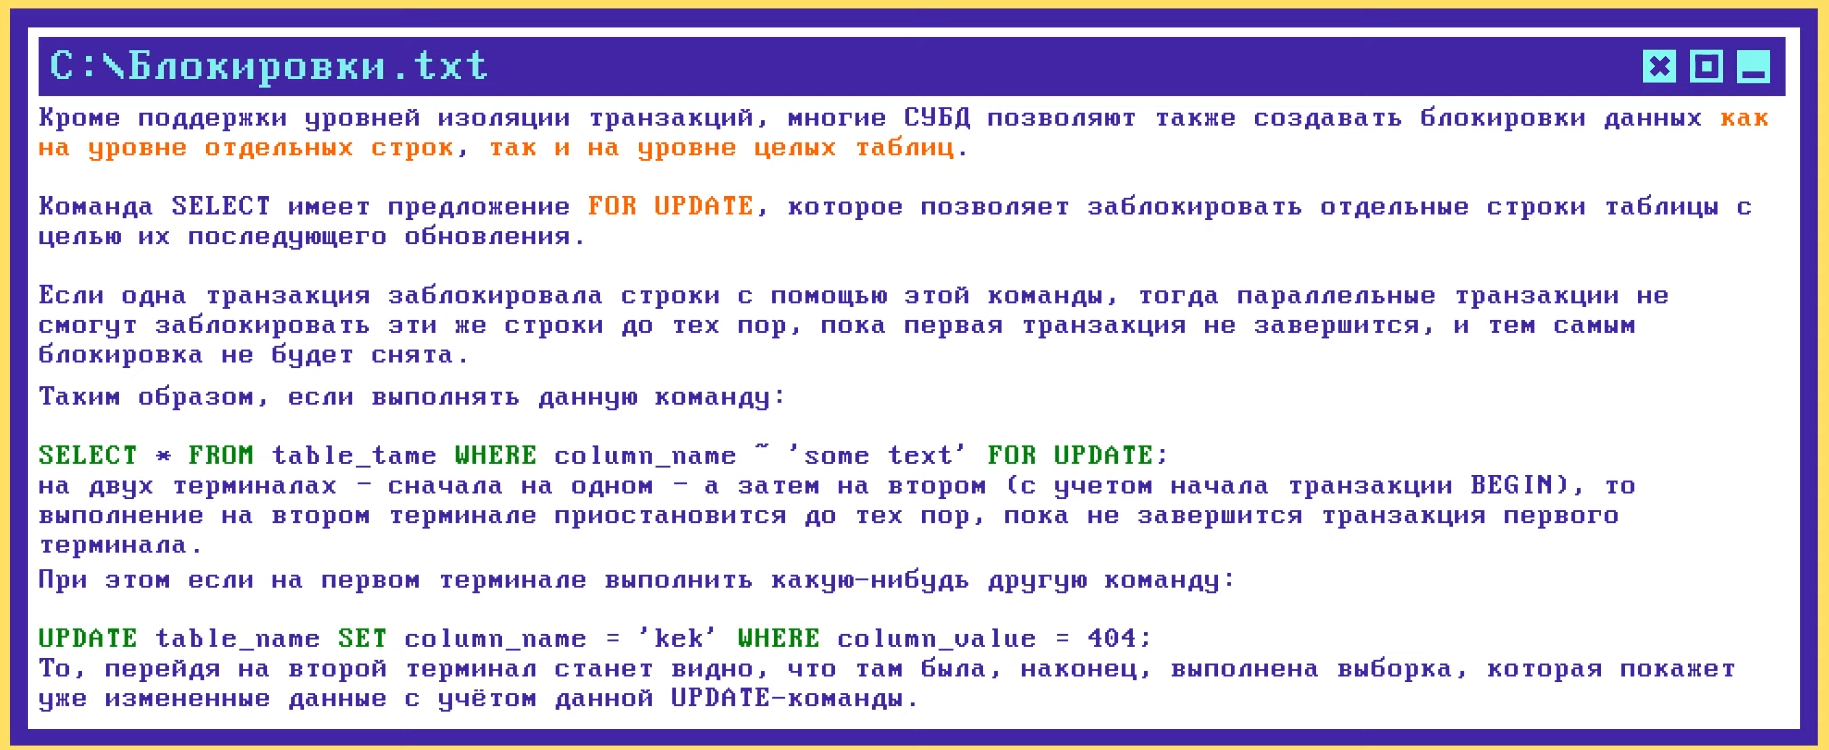 C:\Блокировки.txt
Кроме поддержки уровней изоляции транзакций, многие СУБД позволяют также создавать блокировки данных как
на уровне отдельных строк, так и на уровне целых таблиц.
Команда SELECT имеет предложение FOR UPDATE, которое позволяет заблокировать отдельные строки таблицы с
целью их последующего обновления.
Если одна транзакция заблокировала строки с помощью этой команды, тогда параллельные транзакции не
смогут заблокировать эти же строки до тех пор, пока первая транзакция не завершится, и тем самым
блокировка не будет снята.
Таким образом, если выполнять данную команду:
SELECT * FROM table_tame WHERE column_name ~ 'some text' FOR UPDATE;
на двух терминалах - сначала на одном - а затем на втором (с учетом начала транзакции BEGIN), то
выполнение на втором терминале приостановится до тех пор, пока не завершится транзакция первого
терминала.
При этом если на первом терминале выполнить какую-нибудь другую команду:
UPDATE table_name SET column_name = 'kek' WHERE column_value = 404;
То, перейдя на второй терминал станет видно, что там была, наконец, выполнена выборка, которая покажет
уже измененные данные с учётом данной UPDATE-команды.